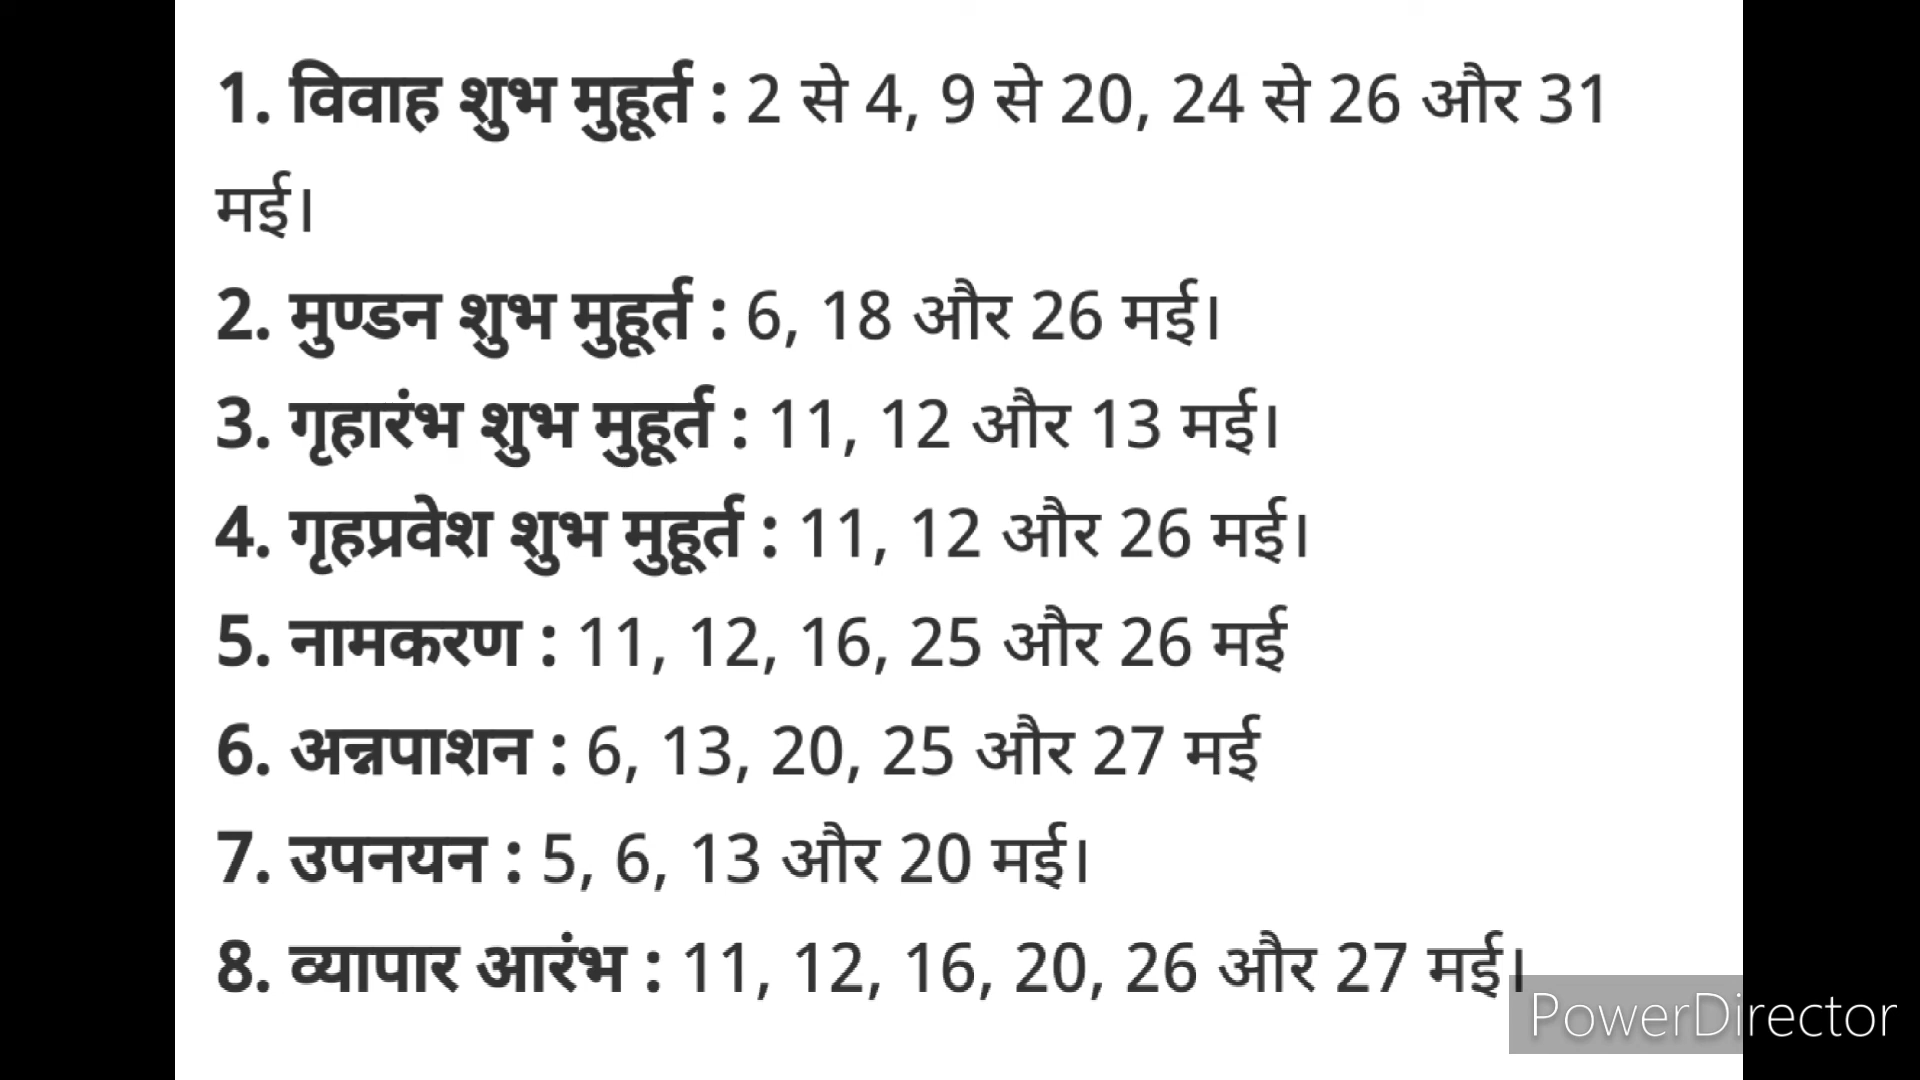 1. विवाह शुभ मुहूर्त : 2 से 4, 9 से 20, 24 से 26 और 31
मई।
2. मुण्डन शुभ मुहूर्त : 6, 18 और 26 मई।
3. गृहारंभ शुभ मुहूर्त : 11, 12 और 13 मई।
4. गृहप्रवेश शुभ मुहूर्त : 11, 12 और 26 मई।
5. नामकरण : 11, 12, 16, 25 और 26 मई
6. अन्नपाशन : 6, 13, 20, 25 और 27 मई
7. उपनयन : 5, 6, 13 और 20 मई।
8. व्यापार आरंभ : 11, 12, 16, 20, 26 और 27 मई।
PowerDirector